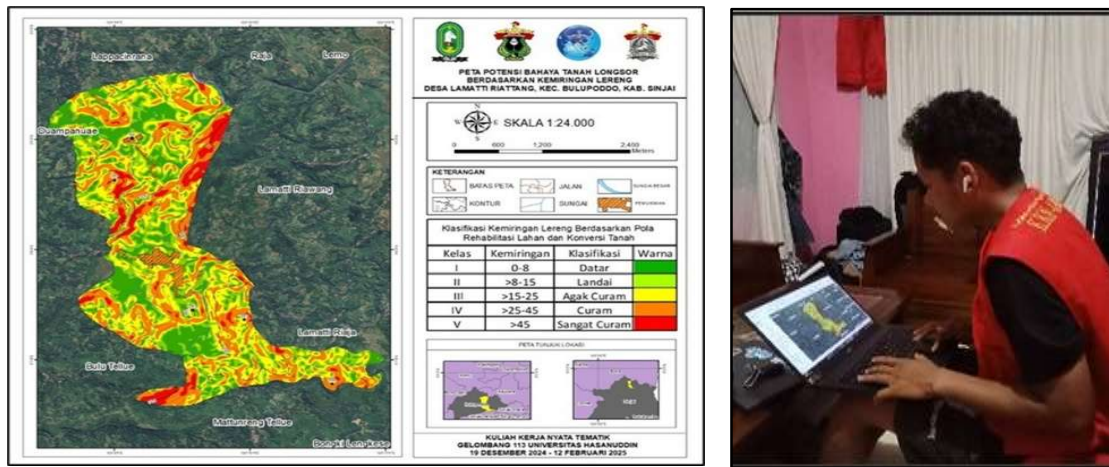 Lappacinrana
Raja
Lemo
Duampanuae
Lamatti Riawang
Lamatti Riaja
Bulu Tellue
Mattunreng Tellue
PETA POTENSI BAHAYA TANAH LONGSOR
BERDASARKAN KEMIRINGAN LERENG
DESA LAMATTI RIATTANG, KEC. BULUPODDO, KAB. SINJAI
N
W E
S
SKALA 1:24.000
0 600 1,200 2,400
Meters
KETERANGAN
BATAS PETA
JALAN
SUNGAI BESAR
KONTUR
SUNGAI
PEMUKIMAN
Klasifikasi Kemiringan Lereng Berdasarkan Pola
Rehabilitasi Lahan dan Konversi Tanah
Kelas Kemiringan Klasifikasi Warna
I 0-8 Datar
II >8-15 Landai
III >15-25 Agak Curam
IV >25-45 Curam
V >45 Sangat Curam
PETA TUNJUK LOKASI
KULIAH KERJA NYATA TEMATIK
GELOMBANG 113 UNIVERSITAS HASANUDDIN
19 DESEMBER 2024 - 12 FEBRUARI 2025